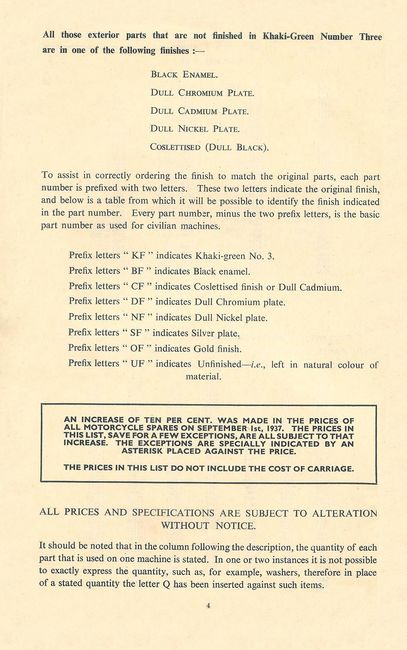 All those exterior parts that are not finished in Khaki-Green Number Three
are in one of the following finishes :—
Black Enamel.
Dull Chromium Plate.
Dull Cadmium Plate.
Dull Nickel Plate.
Coslettised (Dull Black).
To assist in correctly ordering the finish to match the original parts, each part
number is prefixed with two letters. These two letters indicate the original finish,
and below is a table from which it will be possible to identify the finish indicated
in the part number. Every part number, minus the two prefix letters, is the basic
part number as used for civilian machines.
Prefix letters “ KF ” indicates Khaki-green No. 3.
Prefix letters “ BF ” indicates Black enamel.
Prefix letters “ CF ” indicates Coslettised finish or Dull Cadmium.
Prefix letters “ DF ” indicates Dull Chromium plate.
Prefix letters “ NF ” indicates Dull Nickel plate.
Prefix letters “ SF ” indicates Silver plate.
Prefix letters “ OF ” indicates Gold finish.
Prefix letters “ UF ” indicates Unfinished—i.e., left in natural colour of
material.
AN INCREASE OF TEN PER CENT. WAS MADE IN THE PRICES OF
ALL MOTORCYCLE SPARES ON SEPTEMBER 1st, 1937. THE PRICES IN
THIS LIST, SAVE FOR A FEW EXCEPTIONS, ARE ALL SUBJECT TO THAT
INCREASE. THE EXCEPTIONS ARE SPECIALLY INDICATED BY AN
ASTERISK PLACED AGAINST THE PRICE.
THE PRICES IN THIS LIST DO NOT INCLUDE THE COST OF CARRIAGE.
ALL PRICES AND SPECIFICATIONS ARE SUBJECT TO ALTERATION
WITHOUT NOTICE.
It should be noted that in the column following the description, the quantity of each
part that is used on one machine is stated. In one or two instances it is not possible
to exactly express the quantity, such as, for example, washers, therefore in place
of a stated quantity the letter Q has been inserted against such items.
4